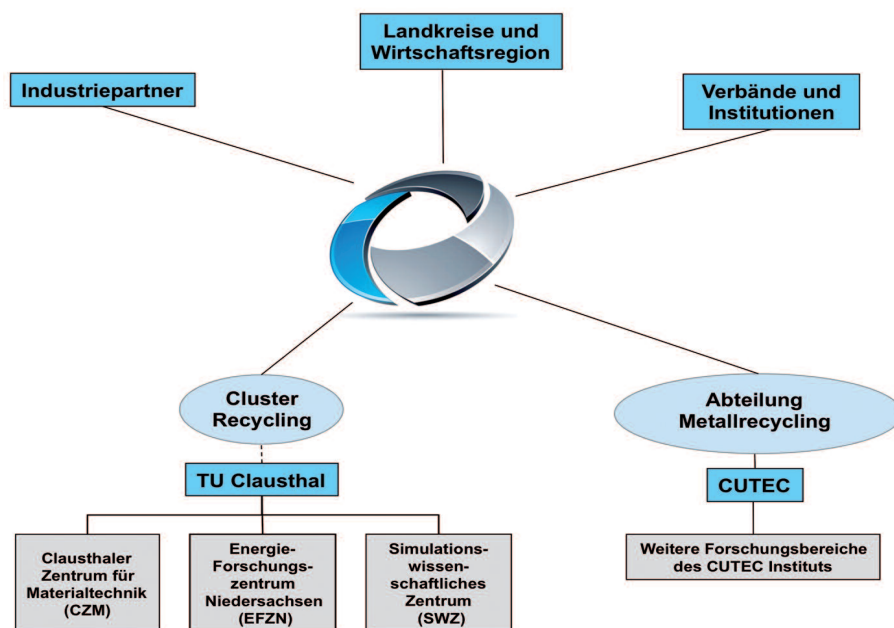 Landkreise und
Wirtschaftsregion
Industriepartner
Verbände und
Institutionen
Cluster
Recycling
Abteilung
Metallrecycling
TU Clausthal
CUTEC
Clausthaler
Zentrum für
Materialtechnik
(CZM)
Energie-
Forschungs-
zentrum
Niedersachsen
(EFZN)
Simulations-
wissen-
schaftliches
Zentrum
(SWZ)
Weitere Forschungsbereiche
des CUTEC Instituts